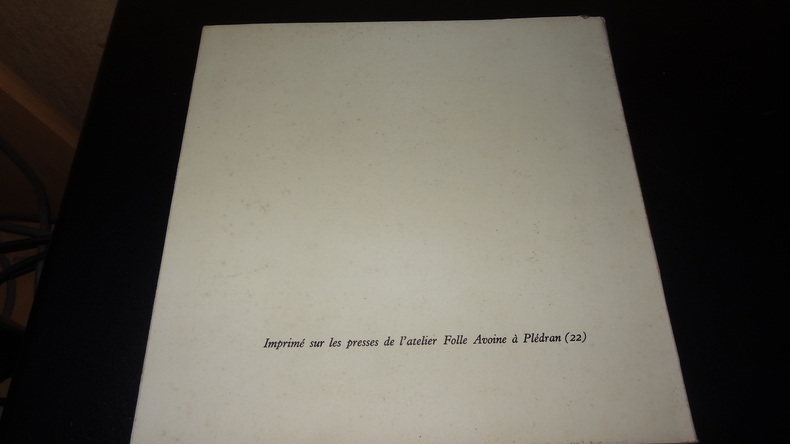 Imprimé sur les presses de l'atelier Folle Avoine à Plédran (22)